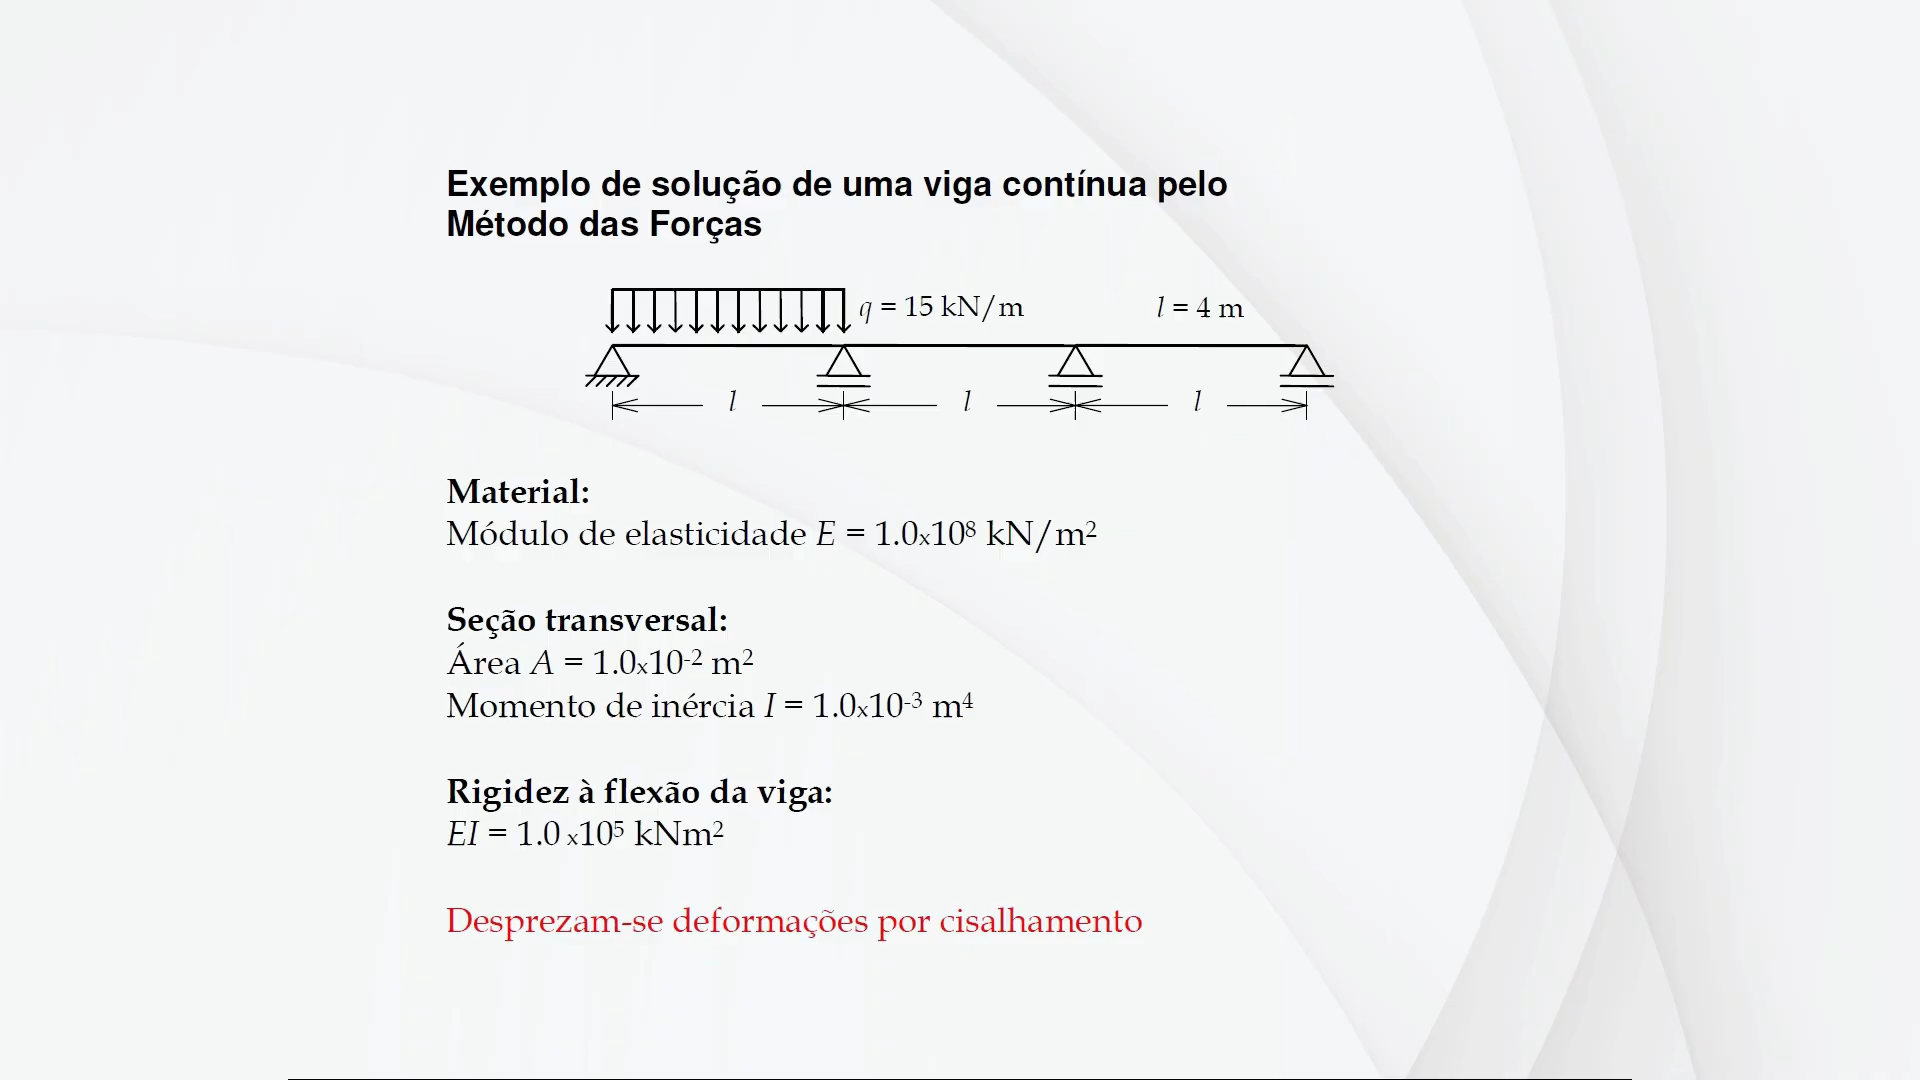 Exemplo de solução de uma viga contínua pelo
Método das Forças
q = 15 kN/m
l = 4 m
l l l
Material:
Módulo de elasticidade E = 1.0x10⁸ kN/m²
Seção transversal:
Área A = 1.0x10⁻² m²
Momento de inércia I = 1.0x10⁻³ m⁴
Rigidez à flexão da viga:
EI = 1.0 x10⁵ kNm²
Desprezam-se deformações por cisalhamento